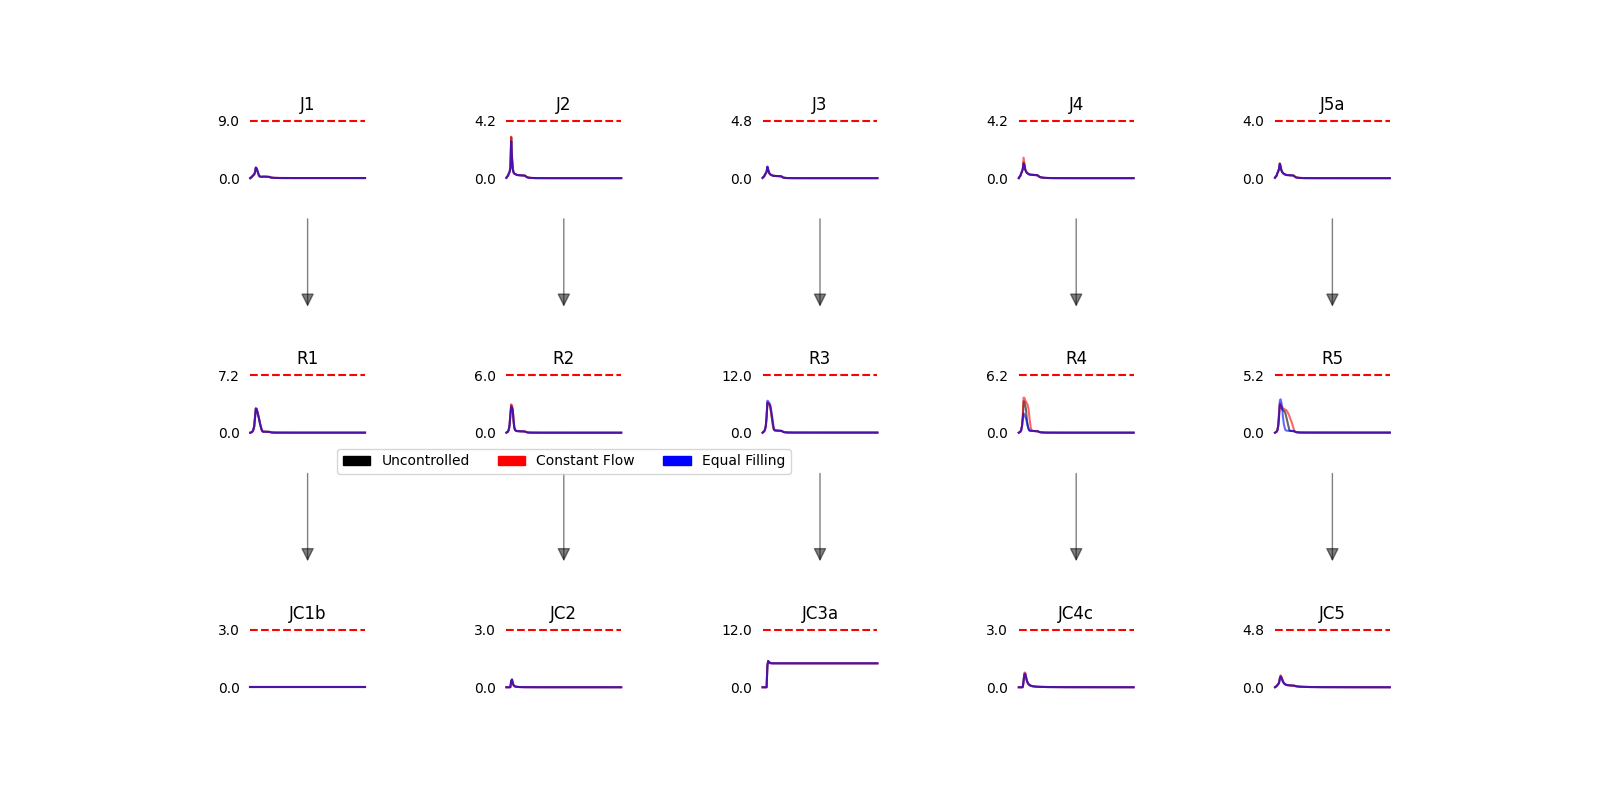 J1 J2 J3 J4 J5a
9.0 4.2 4.8 4.2 4.0
0.0 0.0 0.0 0.0 0.0
R1 R2 R3 R4 R5
7.2 6.0 12.0 6.2 5.2
0.0 0.0 0.0 0.0 0.0
Uncontrolled Constant Flow Equal Filling
JC1b JC2 JC3a JC4c JC5
3.0 3.0 12.0 3.0 4.8
0.0 0.0 0.0 0.0 0.0